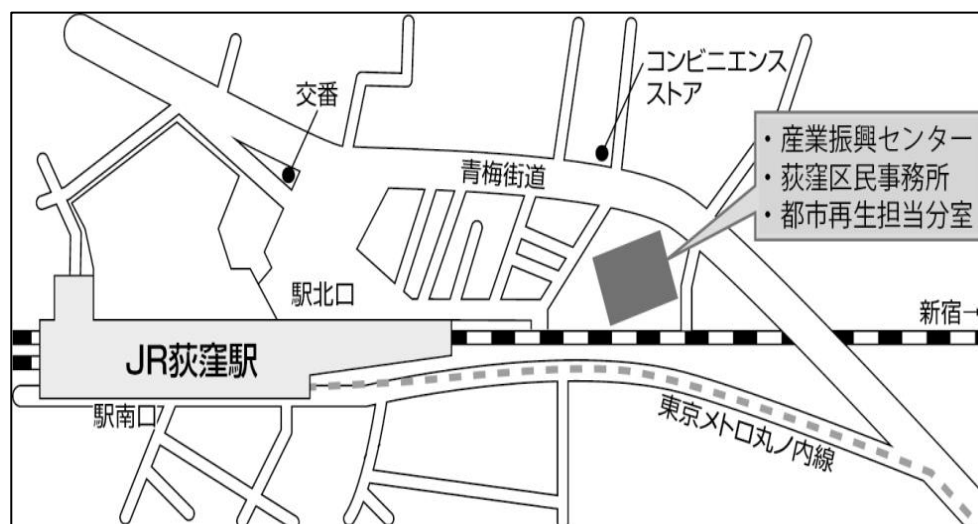 コンビニエンス
ストア
交番
・産業振興センター
・荻窪区民事務所
・都市再生担当分室
青梅街道
駅北口
新宿→
JR荻窪駅
駅南口
東京メトロ丸ノ内線